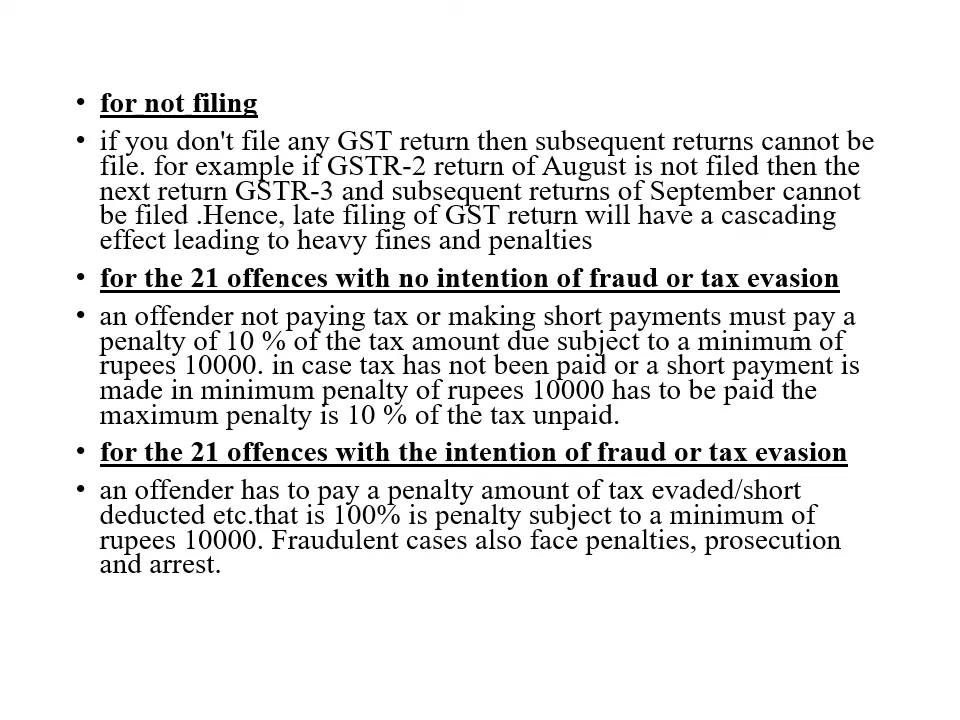 • for not filing
• if you don't file any GST return then subsequent returns cannot be
file. for example if GSTR-2 return of August is not filed then the
next return GSTR-3 and subsequent returns of September cannot
be filed .Hence, late filing of GST return will have a cascading
effect leading to heavy fines and penalties
• for the 21 offences with no intention of fraud or tax evasion
• an offender not paying tax or making short payments must pay a
penalty of 10 % of the tax amount due subject to a minimum of
rupees 10000. in case tax has not been paid or a short payment is
made in minimum penalty of rupees 10000 has to be paid the
maximum penalty is 10 % of the tax unpaid.
• for the 21 offences with the intention of fraud or tax evasion
• an offender has to pay a penalty amount of tax evaded/short
deducted etc.that is 100% is penalty subject to a minimum of
rupees 10000. Fraudulent cases also face penalties, prosecution
and arrest.